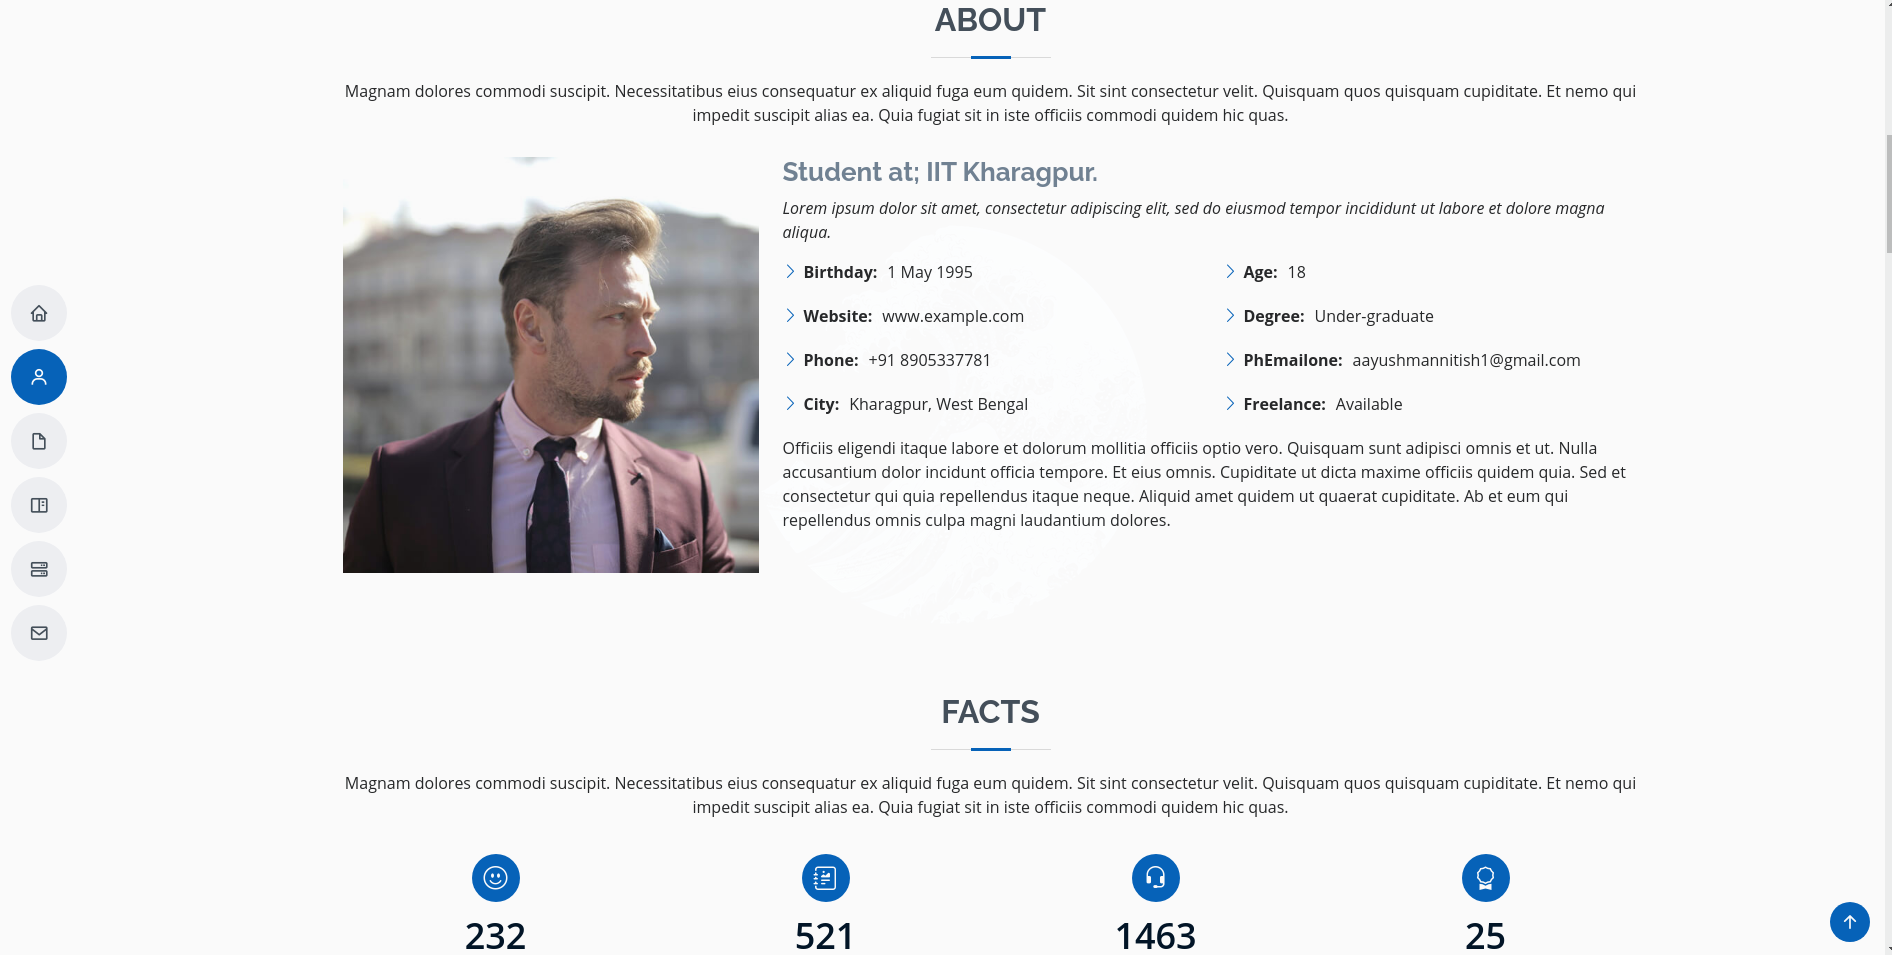 ABOUT
Magnam dolores commodi suscipit. Necessitatibus eius consequatur ex aliquid fuga eum quidem. Sit sint consectetur velit. Quisquam quos quisquam cupiditate. Et nemo qui
impedit suscipit alias ea. Quia fugiat sit in iste officiis commodi quidem hic quas.
Student at; IIT Kharagpur.
Lorem ipsum dolor sit amet, consectetur adipiscing elit, sed do eiusmod tempor incididunt ut labore et dolore magna
aliqua.
Birthday: 1 May 1995
Age: 18
Website: www.example.com
Degree: Under-graduate
Phone: +91 8905337781
PhEmailone: aayushmannitish1@gmail.com
City: Kharagpur, West Bengal
Freelance: Available
Officiis eligendi itaque labore et dolorum mollitia officiis optio vero. Quisquam sunt adipisci omnis et ut. Nulla
accusantium dolor incidunt officia tempore. Et eius omnis. Cupiditate ut dicta maxime officiis quidem quia. Sed et
consectetur qui quia repellendus itaque neque. Aliquid amet quidem ut quaerat cupiditate. Ab et eum qui
repellendus omnis culpa magni laudantium dolores.
FACTS
Magnam dolores commodi suscipit. Necessitatibus eius consequatur ex aliquid fuga eum quidem. Sit sint consectetur velit. Quisquam quos quisquam cupiditate. Et nemo qui
impedit suscipit alias ea. Quia fugiat sit in iste officiis commodi quidem hic quas.
232
521
1463
25